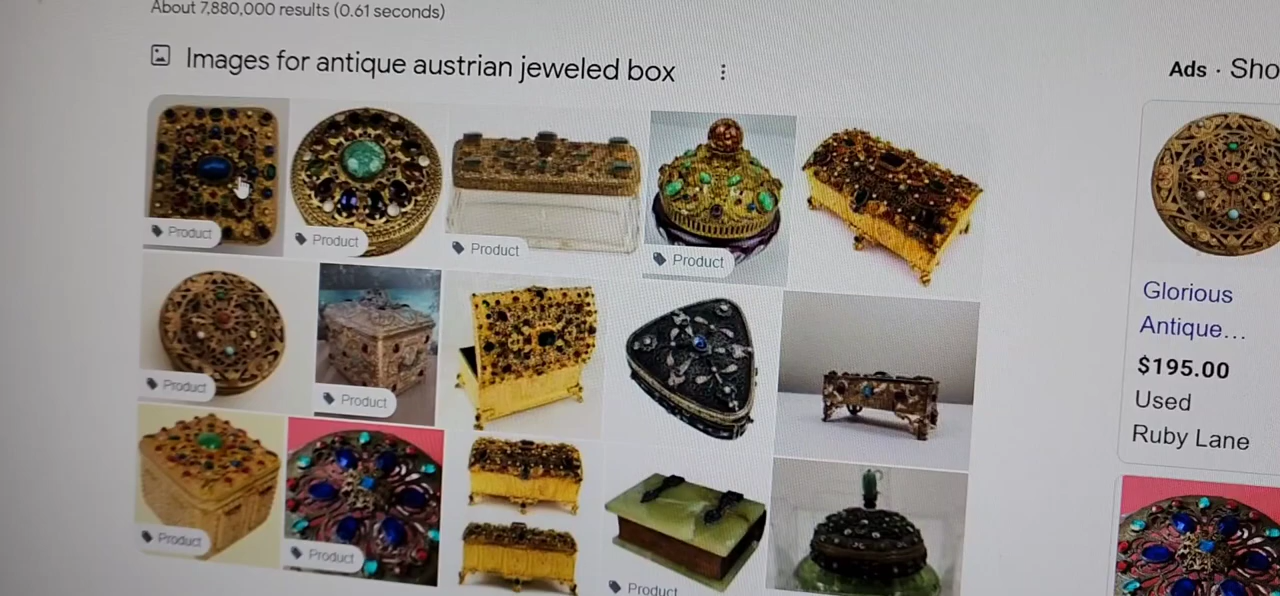 About 7,880,000 results (0.61 seconds)
Images for antique austrian jeweled box
Ads · Sho
Product
Product
Product
Product
Glorious
Antique...
$195.00
Used
Ruby Lane
Product
Product
Product
Product
Product